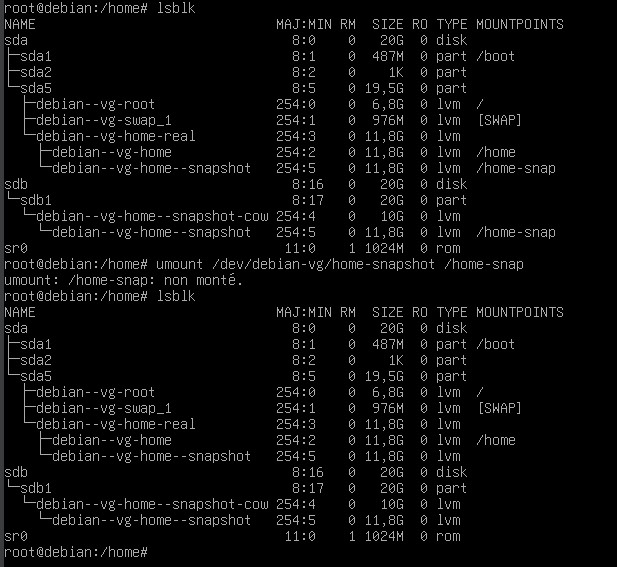 root@debian:/home# lsblk
NAME                                MAJ:MIN RM  SIZE RO TYPE MOUNTPOINTS
sda                                   8:0    0   20G  0 disk
├─sda1                                8:1    0  487M  0 part /boot
├─sda2                                8:2    0    1K  0 part
└─sda5                                8:5    0 19,5G  0 part
  ├─debian--vg-root                 254:0    0  6,8G  0 lvm  /
  ├─debian--vg-swap_1               254:1    0  976M  0 lvm  [SWAP]
  └─debian--vg-home-real            254:3    0 11,8G  0 lvm
    ├─debian--vg-home               254:2    0 11,8G  0 lvm  /home
    └─debian--vg-home--snapshot     254:5    0 11,8G  0 lvm  /home-snap
sdb                                   8:16   0   20G  0 disk
└─sdb1                                8:17   0   20G  0 part
  └─debian--vg-home--snapshot-cow 254:4    0   10G  0 lvm
    └─debian--vg-home--snapshot     254:5    0 11,8G  0 lvm  /home-snap
sr0                                  11:0    1 1024M  0 rom
root@debian:/home# umount /dev/debian-vg/home-snapshot /home-snap
umount: /home-snap: non monté.
root@debian:/home# lsblk
NAME                                MAJ:MIN RM  SIZE RO TYPE MOUNTPOINTS
sda                                   8:0    0   20G  0 disk
├─sda1                                8:1    0  487M  0 part /boot
├─sda2                                8:2    0    1K  0 part
└─sda5                                8:5    0 19,5G  0 part
  ├─debian--vg-root                 254:0    0  6,8G  0 lvm  /
  ├─debian--vg-swap_1               254:1    0  976M  0 lvm  [SWAP]
  └─debian--vg-home-real            254:3    0 11,8G  0 lvm
    ├─debian--vg-home               254:2    0 11,8G  0 lvm  /home
    └─debian--vg-home--snapshot     254:5    0 11,8G  0 lvm
sdb                                   8:16   0   20G  0 disk
└─sdb1                                8:17   0   20G  0 part
  └─debian--vg-home--snapshot-cow 254:4    0   10G  0 lvm
    └─debian--vg-home--snapshot     254:5    0 11,8G  0 lvm
sr0                                  11:0    1 1024M  0 rom
root@debian:/home#